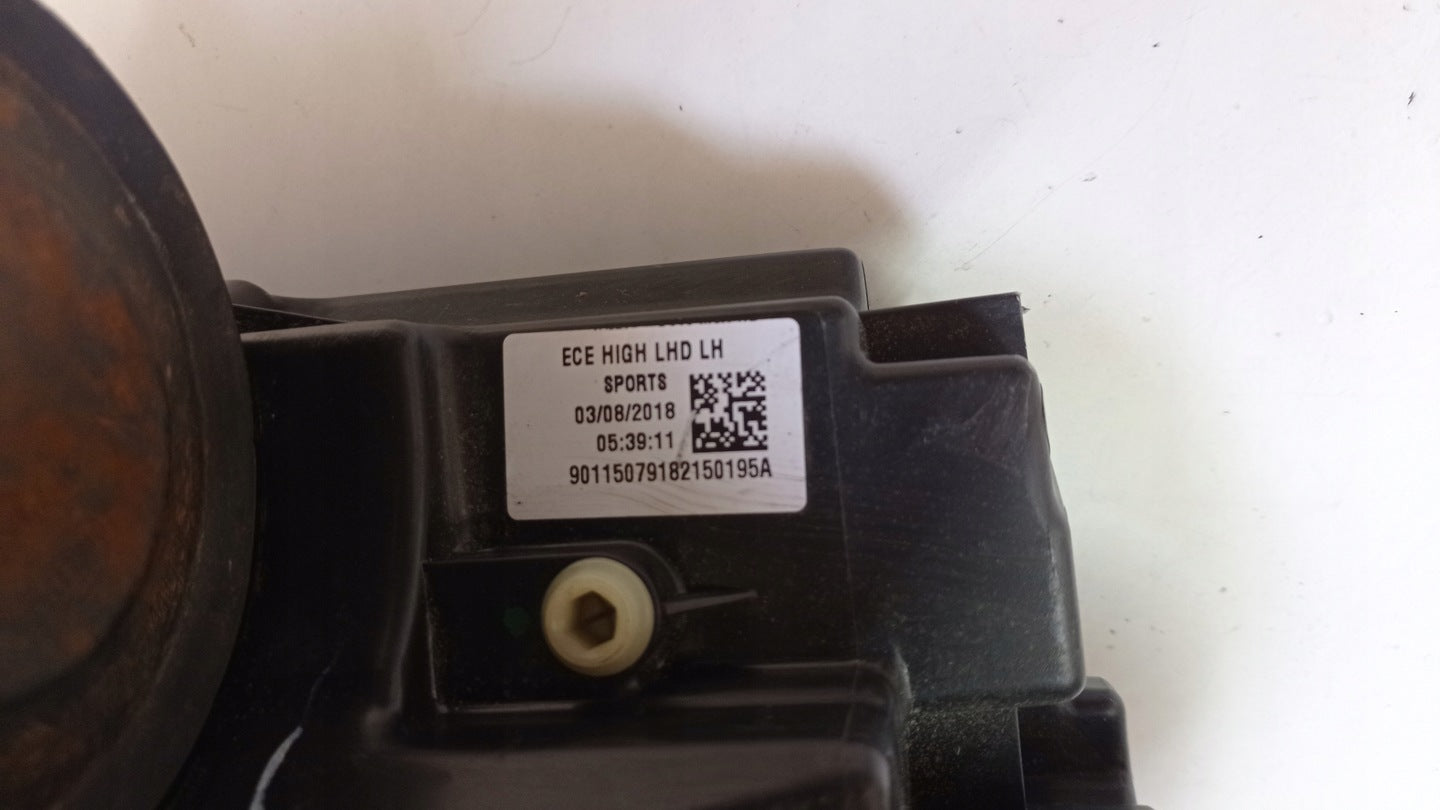 ECE HIGH LHD LH
SPORTS
03/08/2018
05:39:11
90115079182150195A